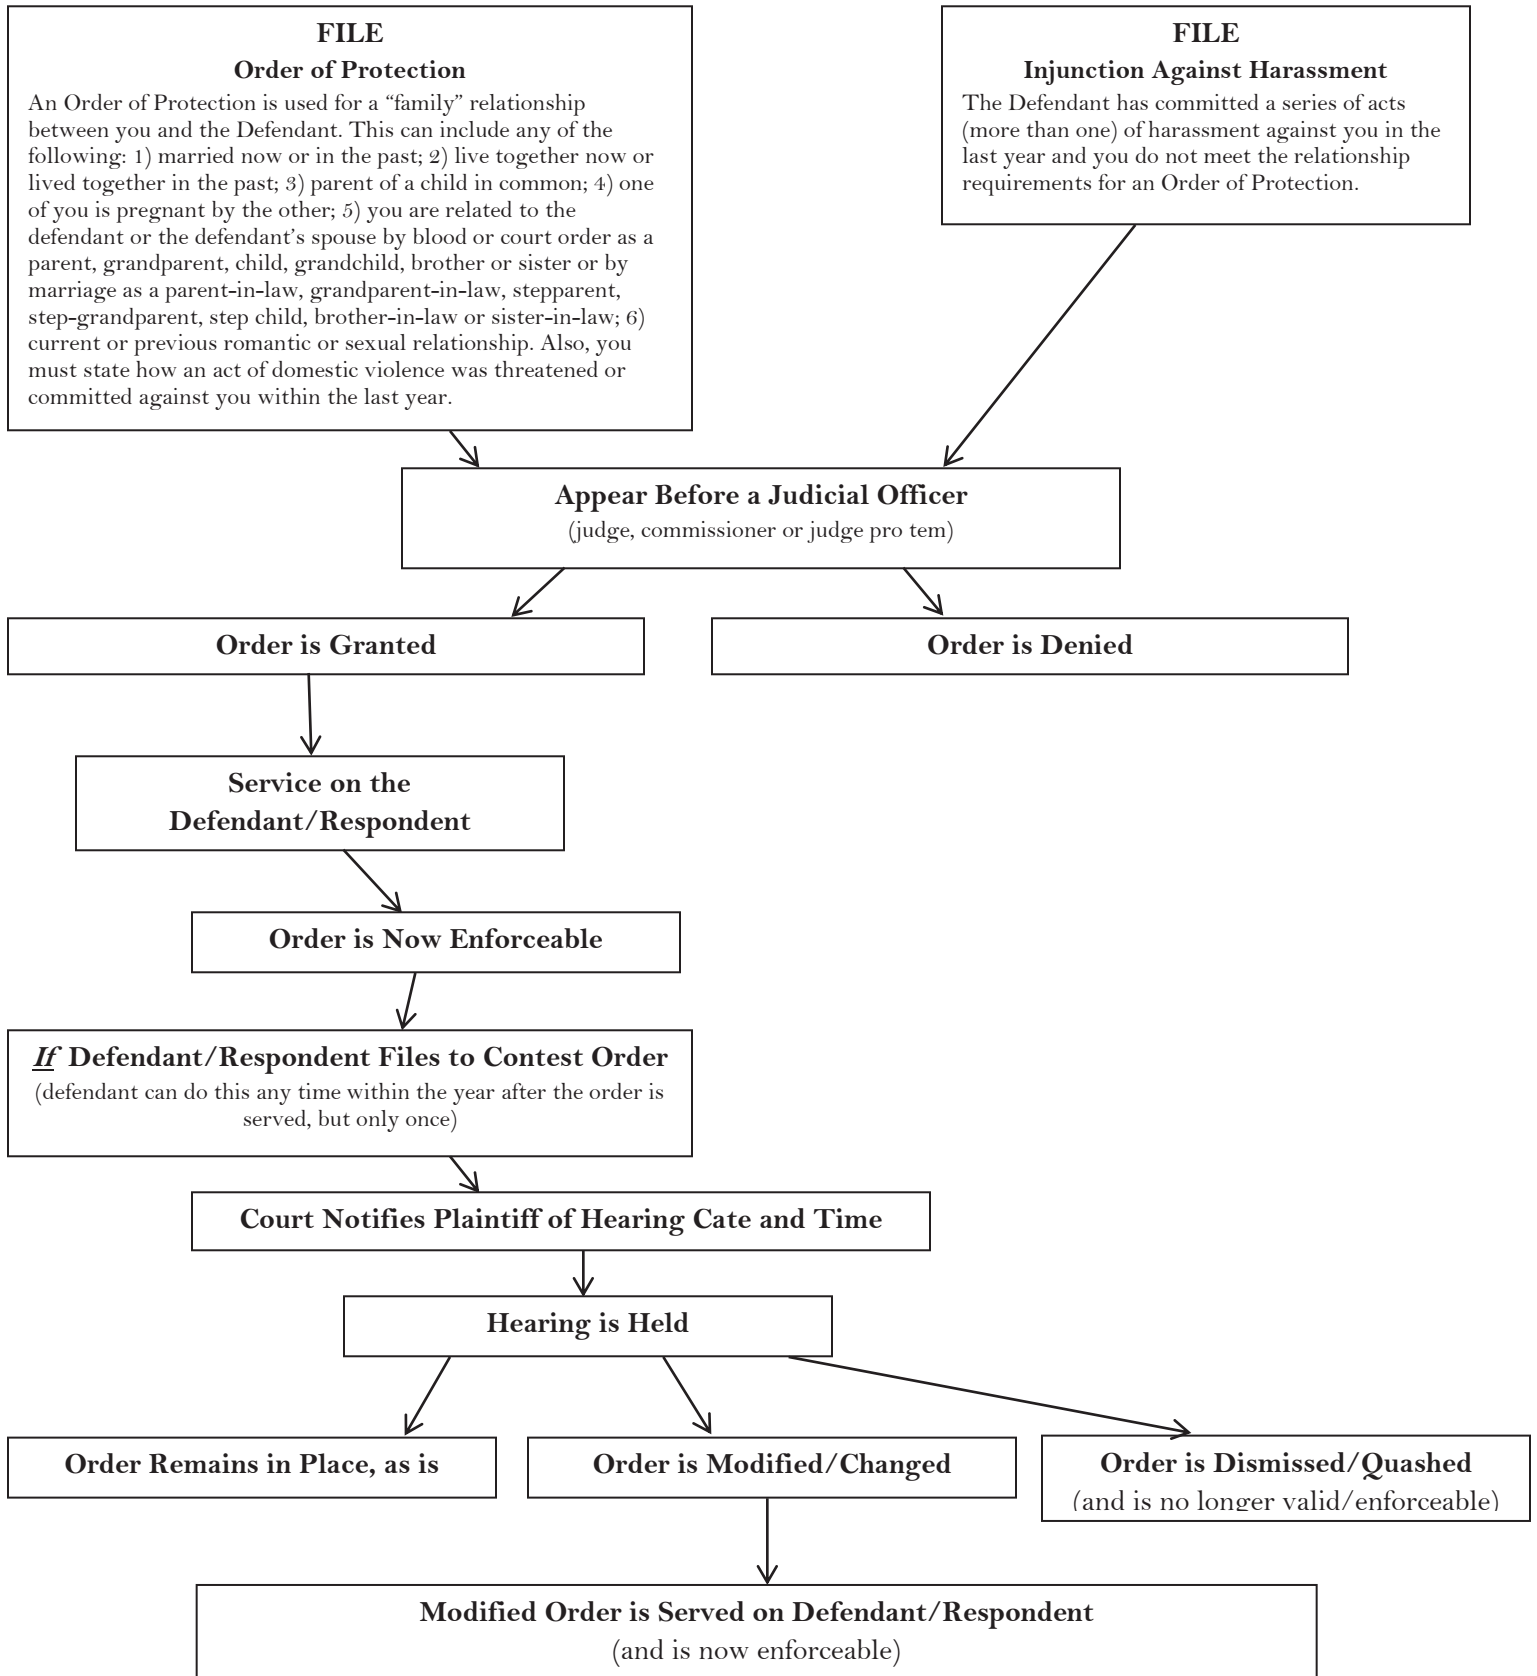 FILE
Order of Protection
An Order of Protection is used for a “family” relationship
between you and the Defendant. This can include any of the
following: 1) married now or in the past; 2) live together now or
lived together in the past; 3) parent of a child in common; 4) one
of you is pregnant by the other; 5) you are related to the
defendant or the defendant’s spouse by blood or court order as a
parent, grandparent, child, grandchild, brother or sister or by
marriage as a parent-in-law, grandparent-in-law, stepparent,
step-grandparent, step child, brother-in-law or sister-in-law; 6)
current or previous romantic or sexual relationship. Also, you
must state how an act of domestic violence was threatened or
committed against you within the last year.
FILE
Injunction Against Harassment
The Defendant has committed a series of acts
(more than one) of harassment against you in the
last year and you do not meet the relationship
requirements for an Order of Protection.
Appear Before a Judicial Officer
(judge, commissioner or judge pro tem)
Order is Granted
Order is Denied
Service on the
Defendant/Respondent
Order is Now Enforceable
If Defendant/Respondent Files to Contest Order
(defendant can do this any time within the year after the order is
served, but only once)
Court Notifies Plaintiff of Hearing Cate and Time
Hearing is Held
Order Remains in Place, as is
Order is Modified/Changed
Order is Dismissed/Quashed
(and is no longer valid/enforceable)
Modified Order is Served on Defendant/Respondent
(and is now enforceable)